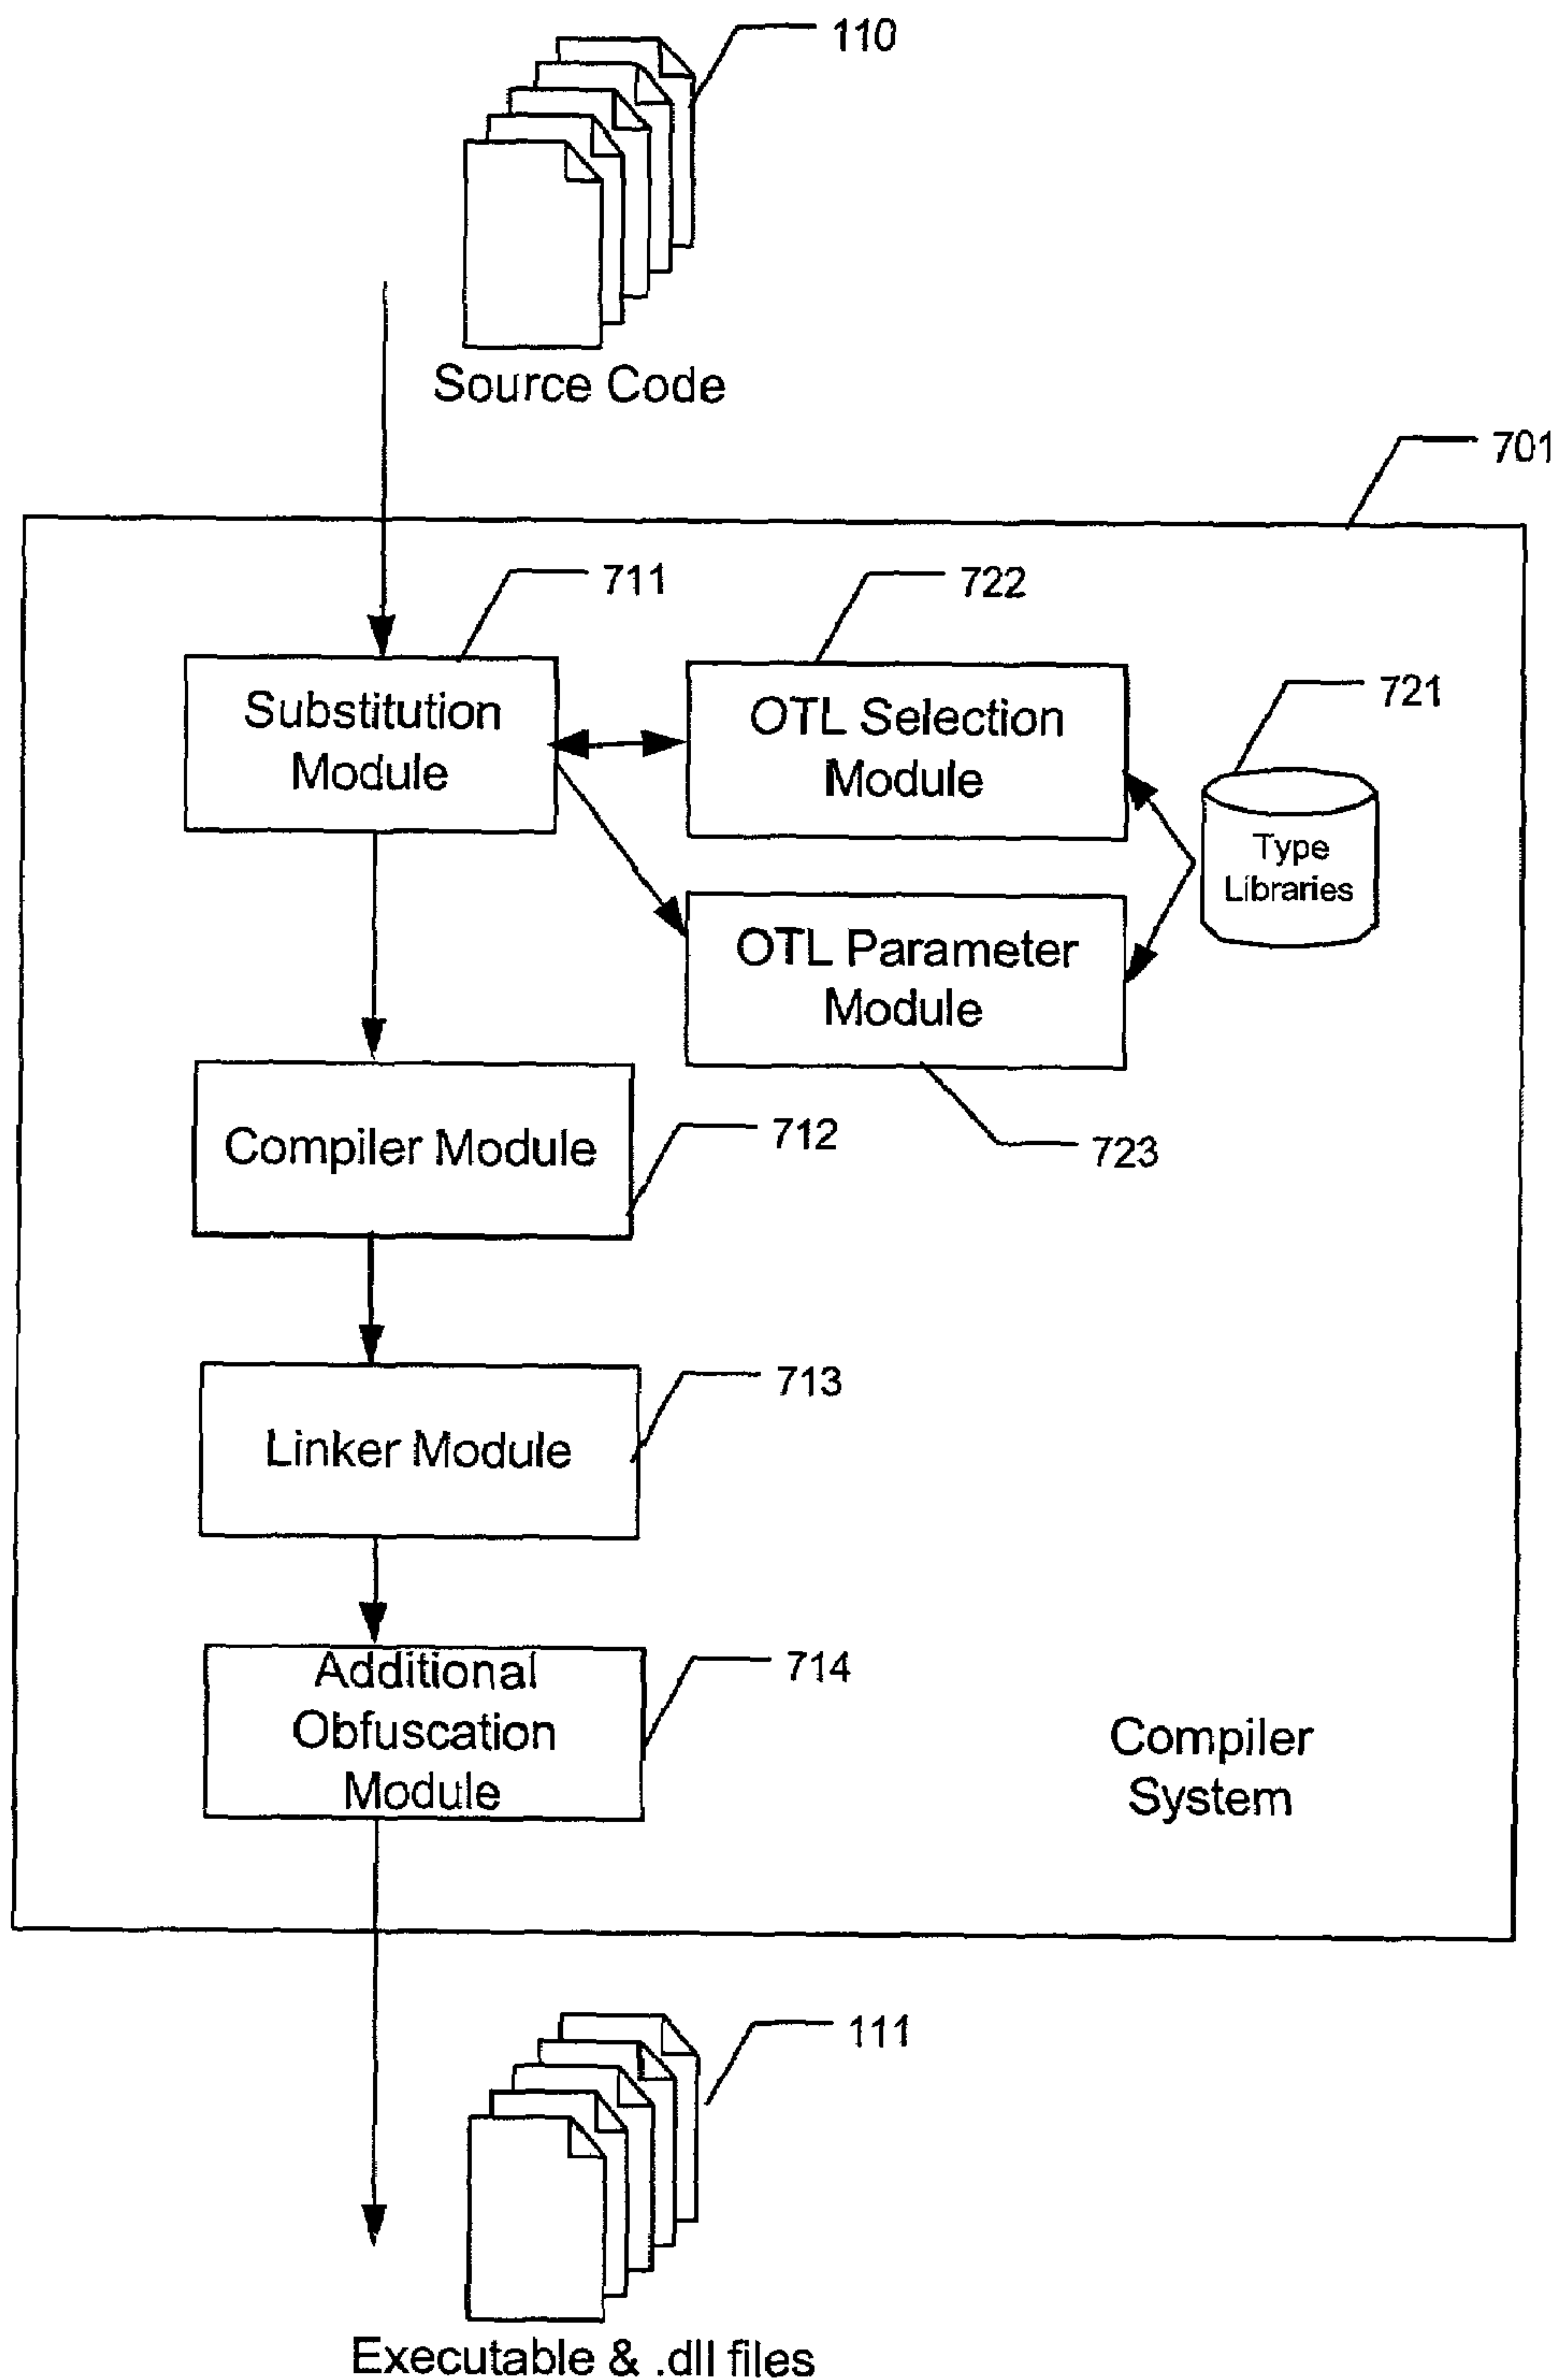 110
Source Code
701
711
722
721
Substitution
Module
OTL Selection
Module
Type
Libraries
OTL Parameter
Module
Compiler Module
712
723
713
Linker Module
714
Additional
Obfuscation
Module
Compiler
System
111
Executable & .dll files